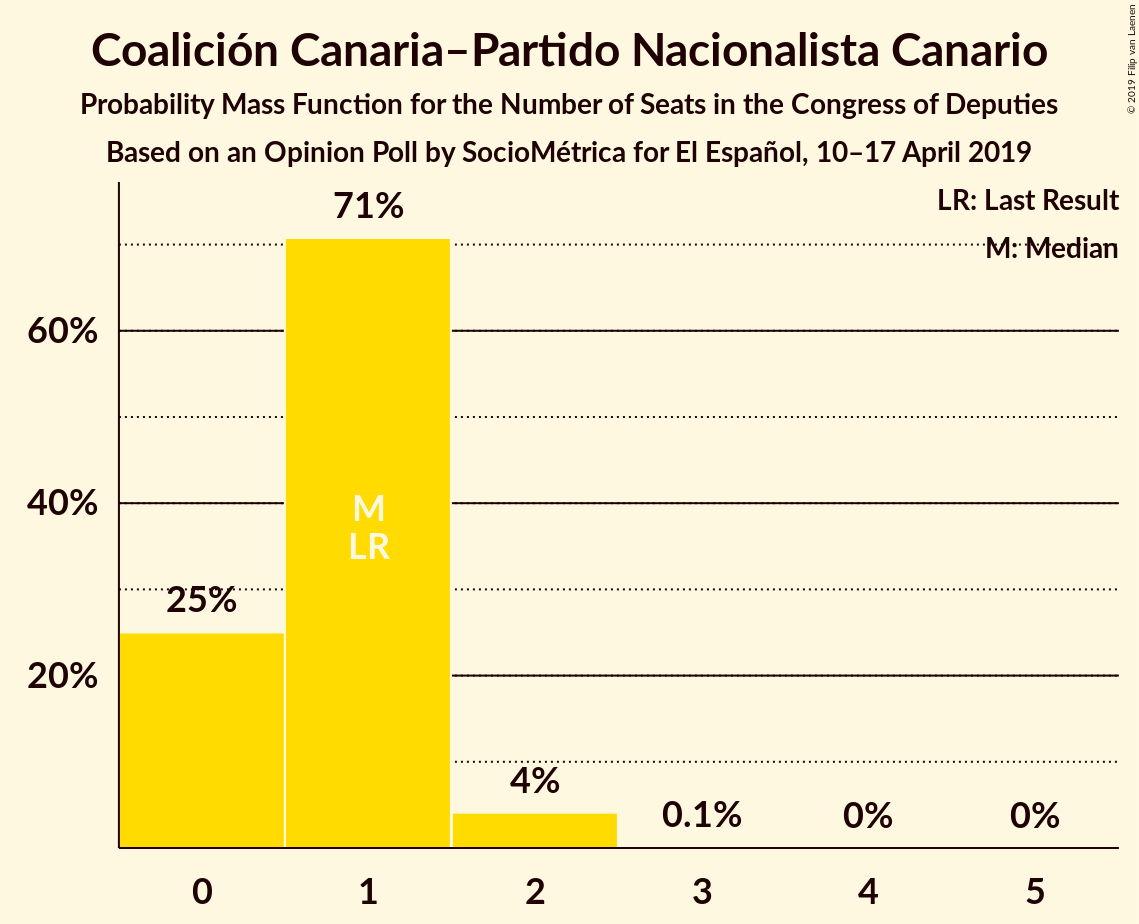 Coalición Canaria–Partido Nacionalista Canario
Probability Mass Function for the Number of Seats in the Congress of Deputies
Based on an Opinion Poll by SocioMétrica for El Español, 10–17 April 2019
© 2019 Filip van Laenen
LR: Last Result
M: Median
71%
60%
40%
M
LR
25%
20%
4%
0.1%
0%
0%
0
1
2
3
4
5